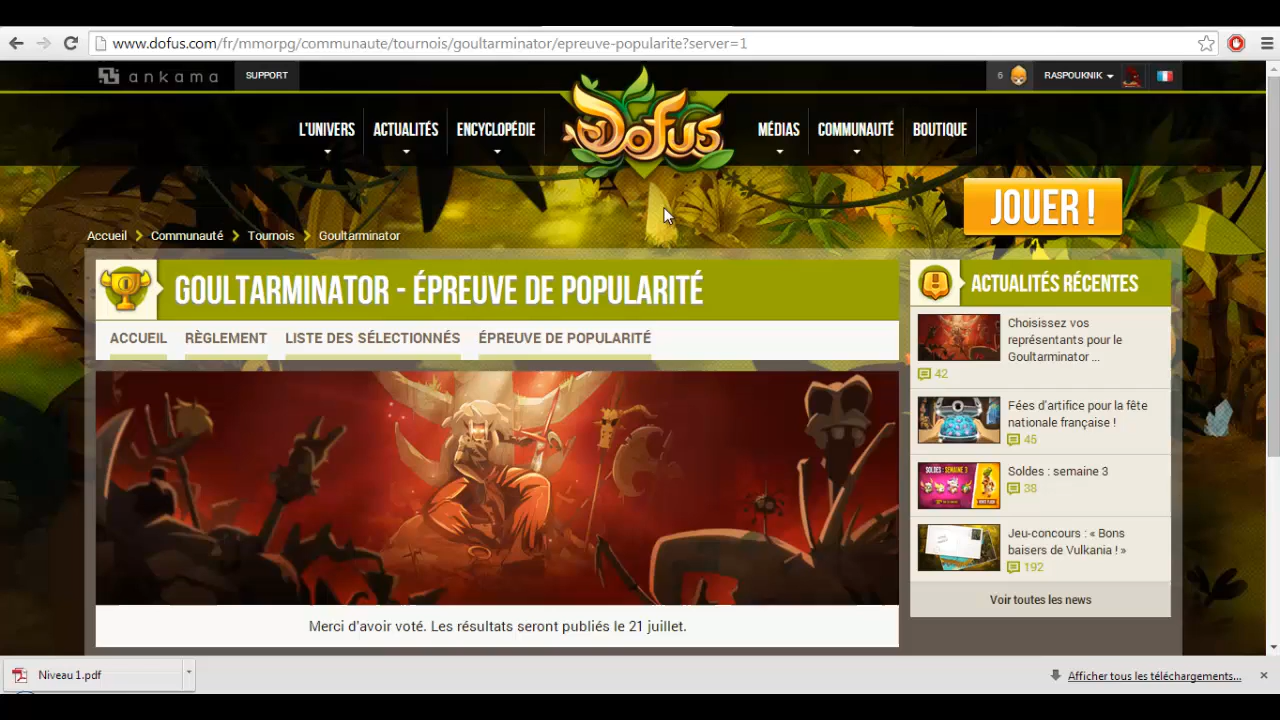 www.dofus.com/fr/mmorpg/communaute/tournois/goultarminator/epreuve-popularite?server=1
ankama
SUPPORT
6
RASPOUKNIK
L'UNIVERS
ACTUALITÉS
ENCYCLOPÉDIE
DOFUS
MÉDIAS
COMMUNAUTÉ
BOUTIQUE
JOUER !
Accueil
Communauté
Tournois
Goultarminator
GOULTARMINATOR - ÉPREUVE DE POPULARITÉ
ACCUEIL
RÈGLEMENT
LISTE DES SÉLECTIONNÉS
ÉPREUVE DE POPULARITÉ
Merci d'avoir voté. Les résultats seront publiés le 21 juillet.
ACTUALITÉS RÉCENTES
Choisissez vos
représentants pour le
Goultarminator ...
42
Fées d'artifice pour la fête
nationale française !
45
SOLDES : SEMAINE 3
Soldes : semaine 3
38
Jeu-concours : « Bons
baisers de Vulkania ! »
192
Voir toutes les news
Niveau 1.pdf
Afficher tous les téléchargements...